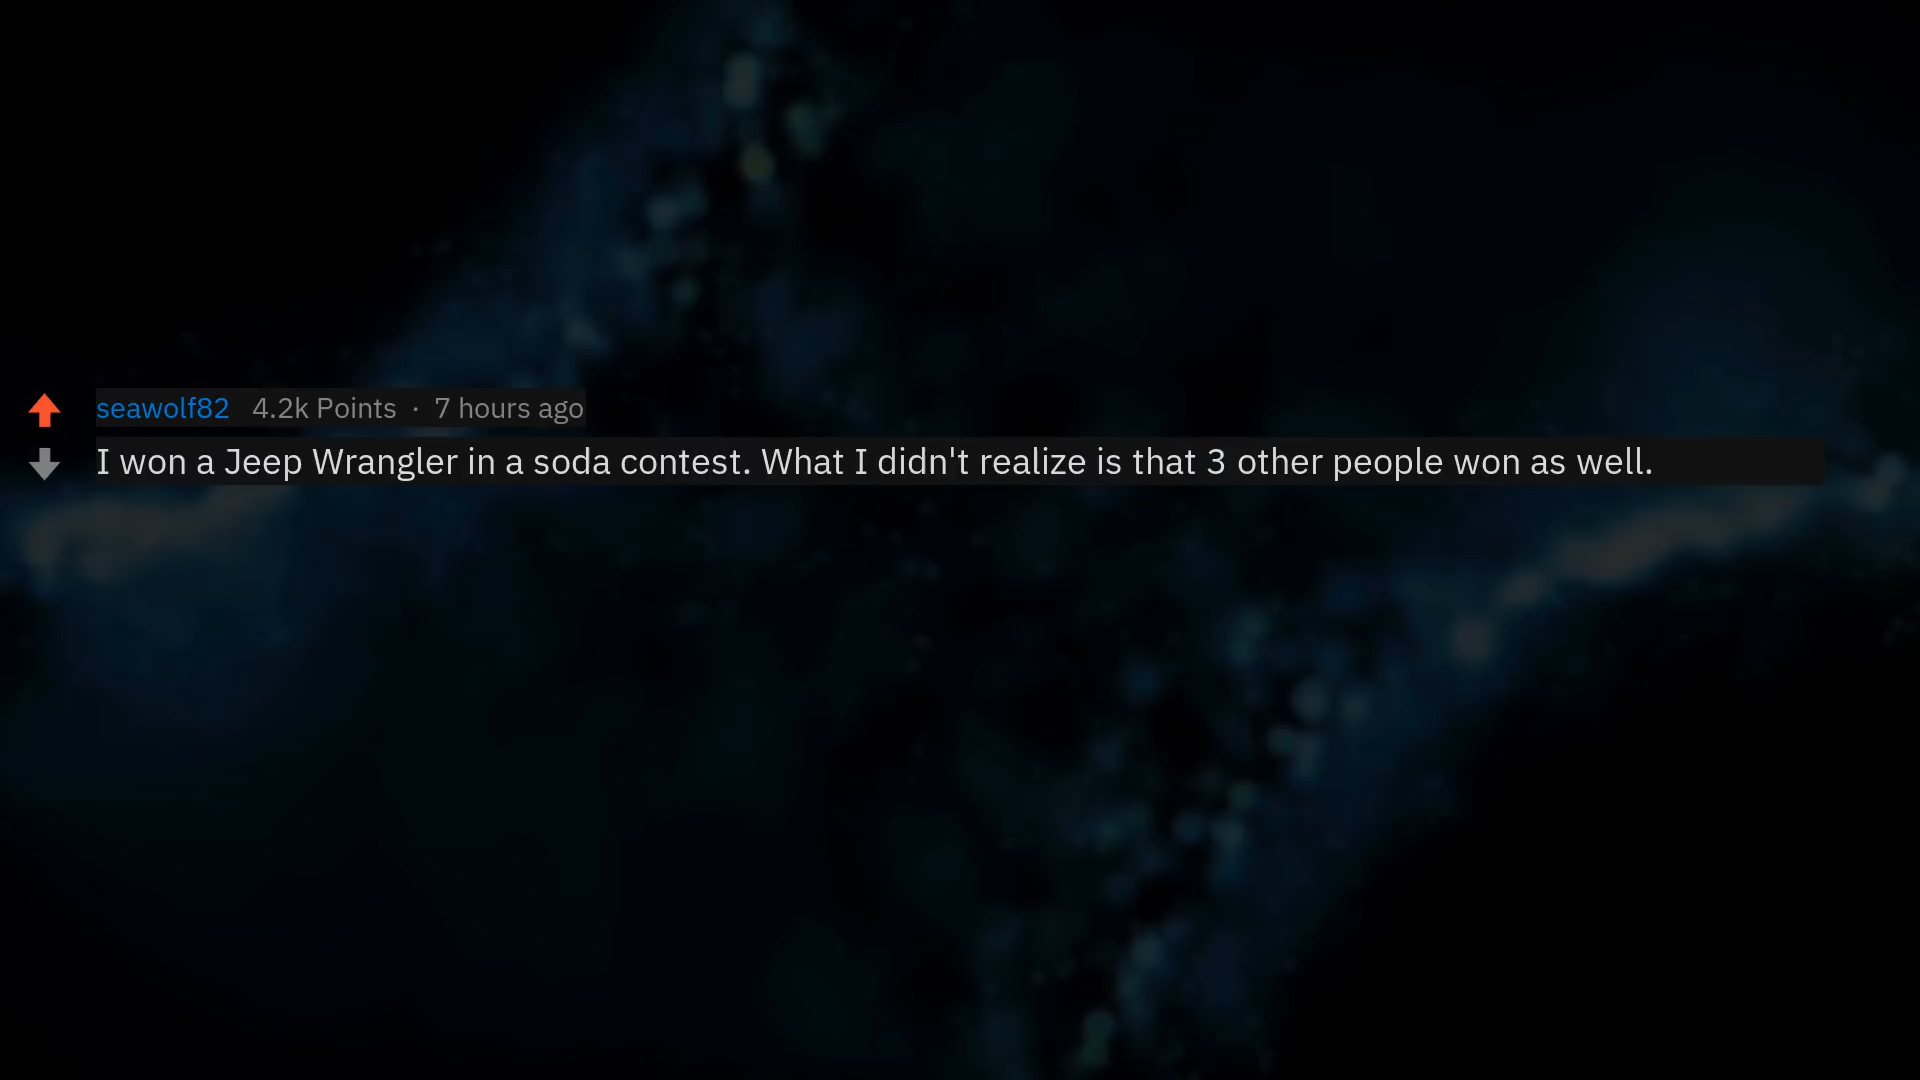 seawolf82 4.2k Points · 7 hours ago
I won a Jeep Wrangler in a soda contest. What I didn't realize is that 3 other people won as well.